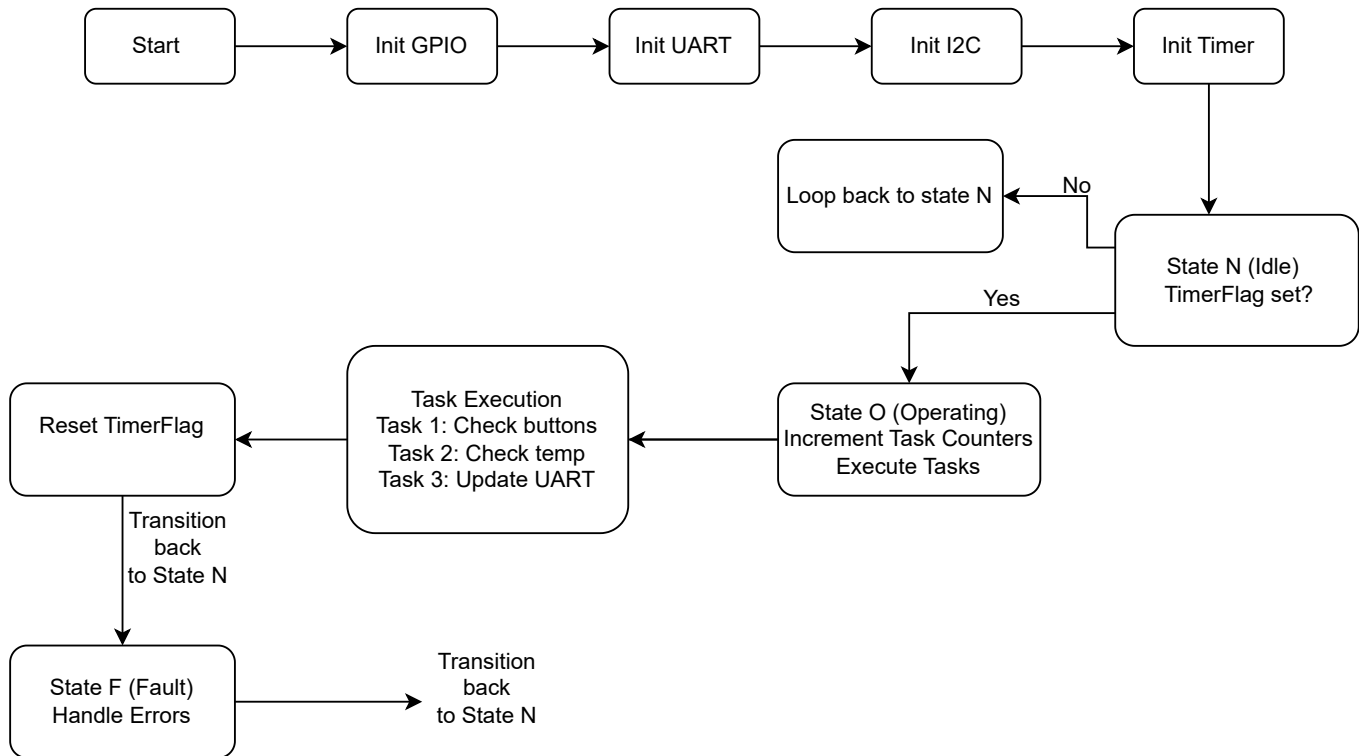 Start
Init GPIO
Init UART
Init I2C
Init Timer
Loop back to state N
No
State N (Idle)
TimerFlag set?
Yes
State O (Operating)
Increment Task Counters
Execute Tasks
Task Execution
Task 1: Check buttons
Task 2: Check temp
Task 3: Update UART
Reset TimerFlag
Transition
back
to State N
State F (Fault)
Handle Errors
Transition
back
to State N